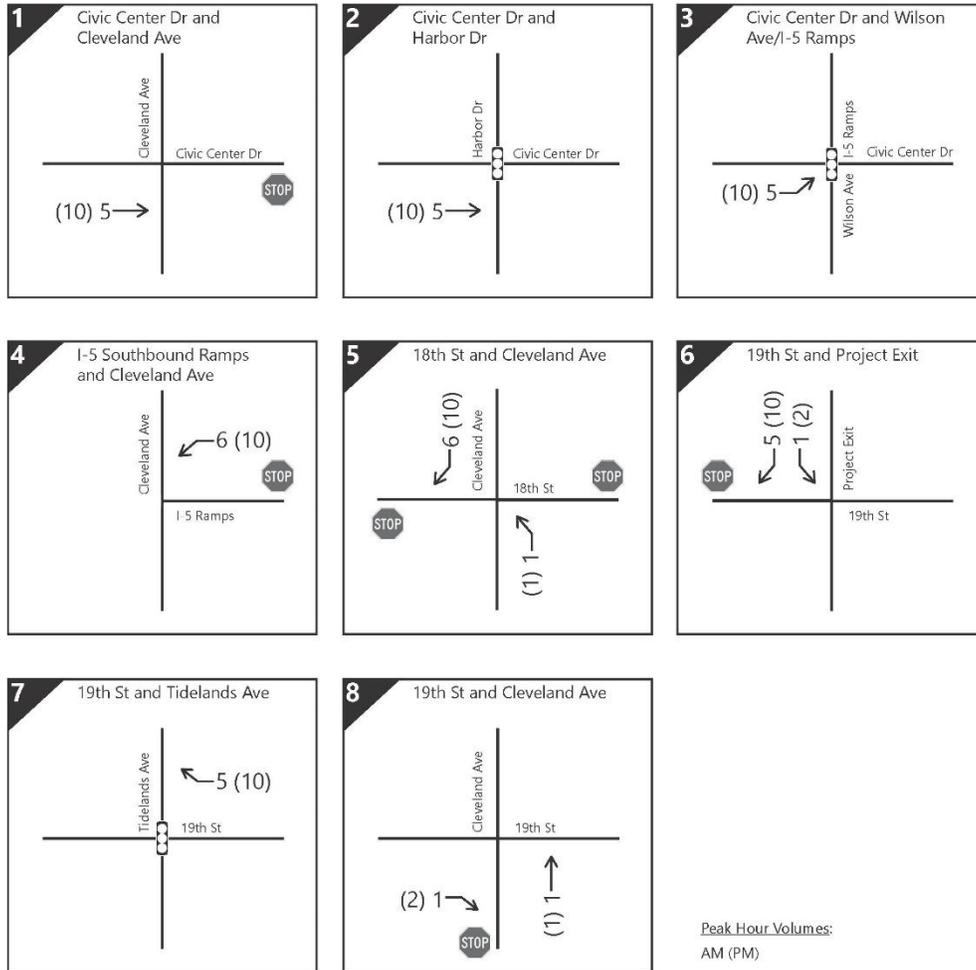 1
Civic Center Dr and
Cleveland Ave
Cleveland Ave
Civic Center Dr
STOP
(10) 5
2
Civic Center Dr and
Harbor Dr
Harbor Dr
Civic Center Dr
(10) 5
3
Civic Center Dr and Wilson
Ave/I-5 Ramps
I-5 Ramps
Civic Center Dr
(10) 5
Wilson Ave
4
I-5 Southbound Ramps
and Cleveland Ave
Cleveland Ave
6 (10)
STOP
I-5 Ramps
5
18th St and Cleveland Ave
6 (10)
Cleveland Ave
STOP
18th St
STOP
(1) 1
6
19th St and Project Exit
5 (10)
1 (2)
Project Exit
STOP
19th St
7
19th St and Tidelands Ave
Tidelands Ave
5 (10)
19th St
8
19th St and Cleveland Ave
Cleveland Ave
19th St
(2) 1
(1) 1
STOP
Peak Hour Volumes:
AM (PM)